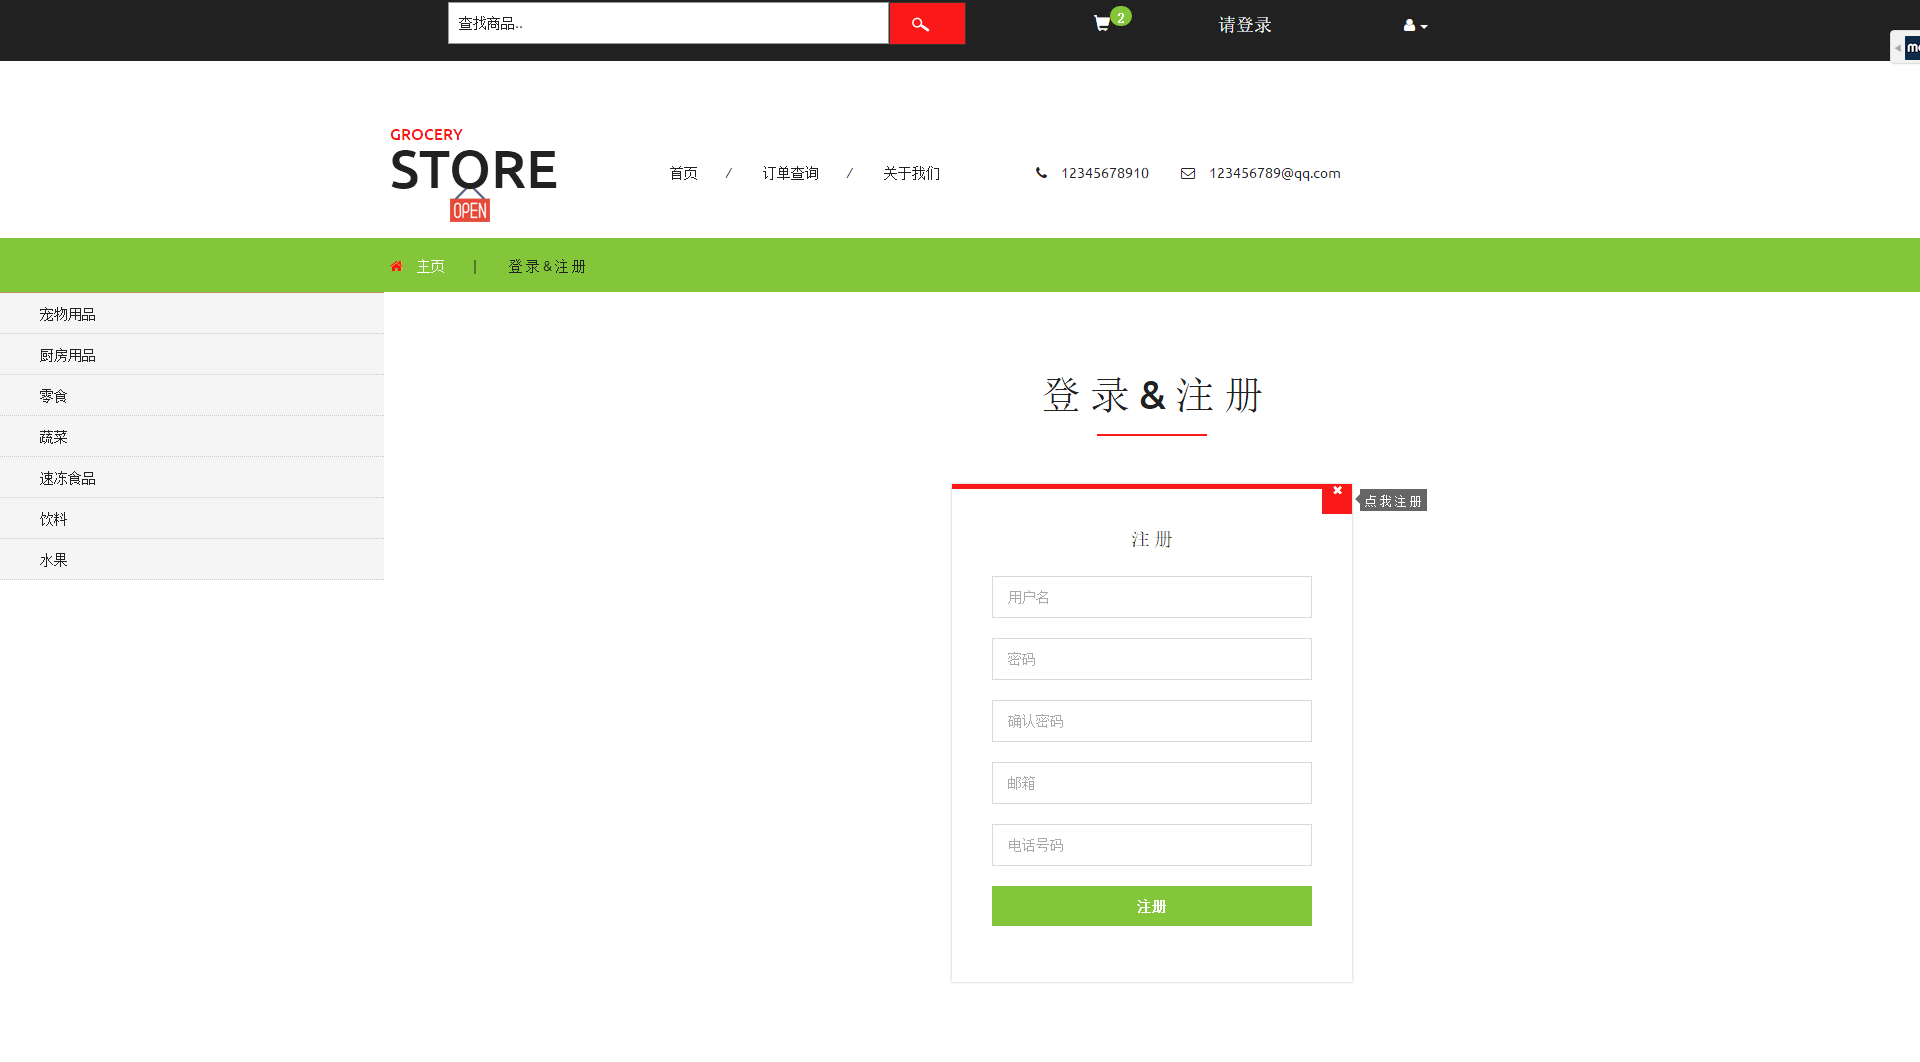 查找商品..
2
请登录
GROCERY
STORE
OPEN
首页 / 订单查询 / 关于我们
12345678910
123456789@qq.com
主页 | 登录&注册
宠物用品
厨房用品
零食
蔬菜
速冻食品
饮料
水果
登录&注册
点我注册
注册
用户名
密码
确认密码
邮箱
电话号码
注册